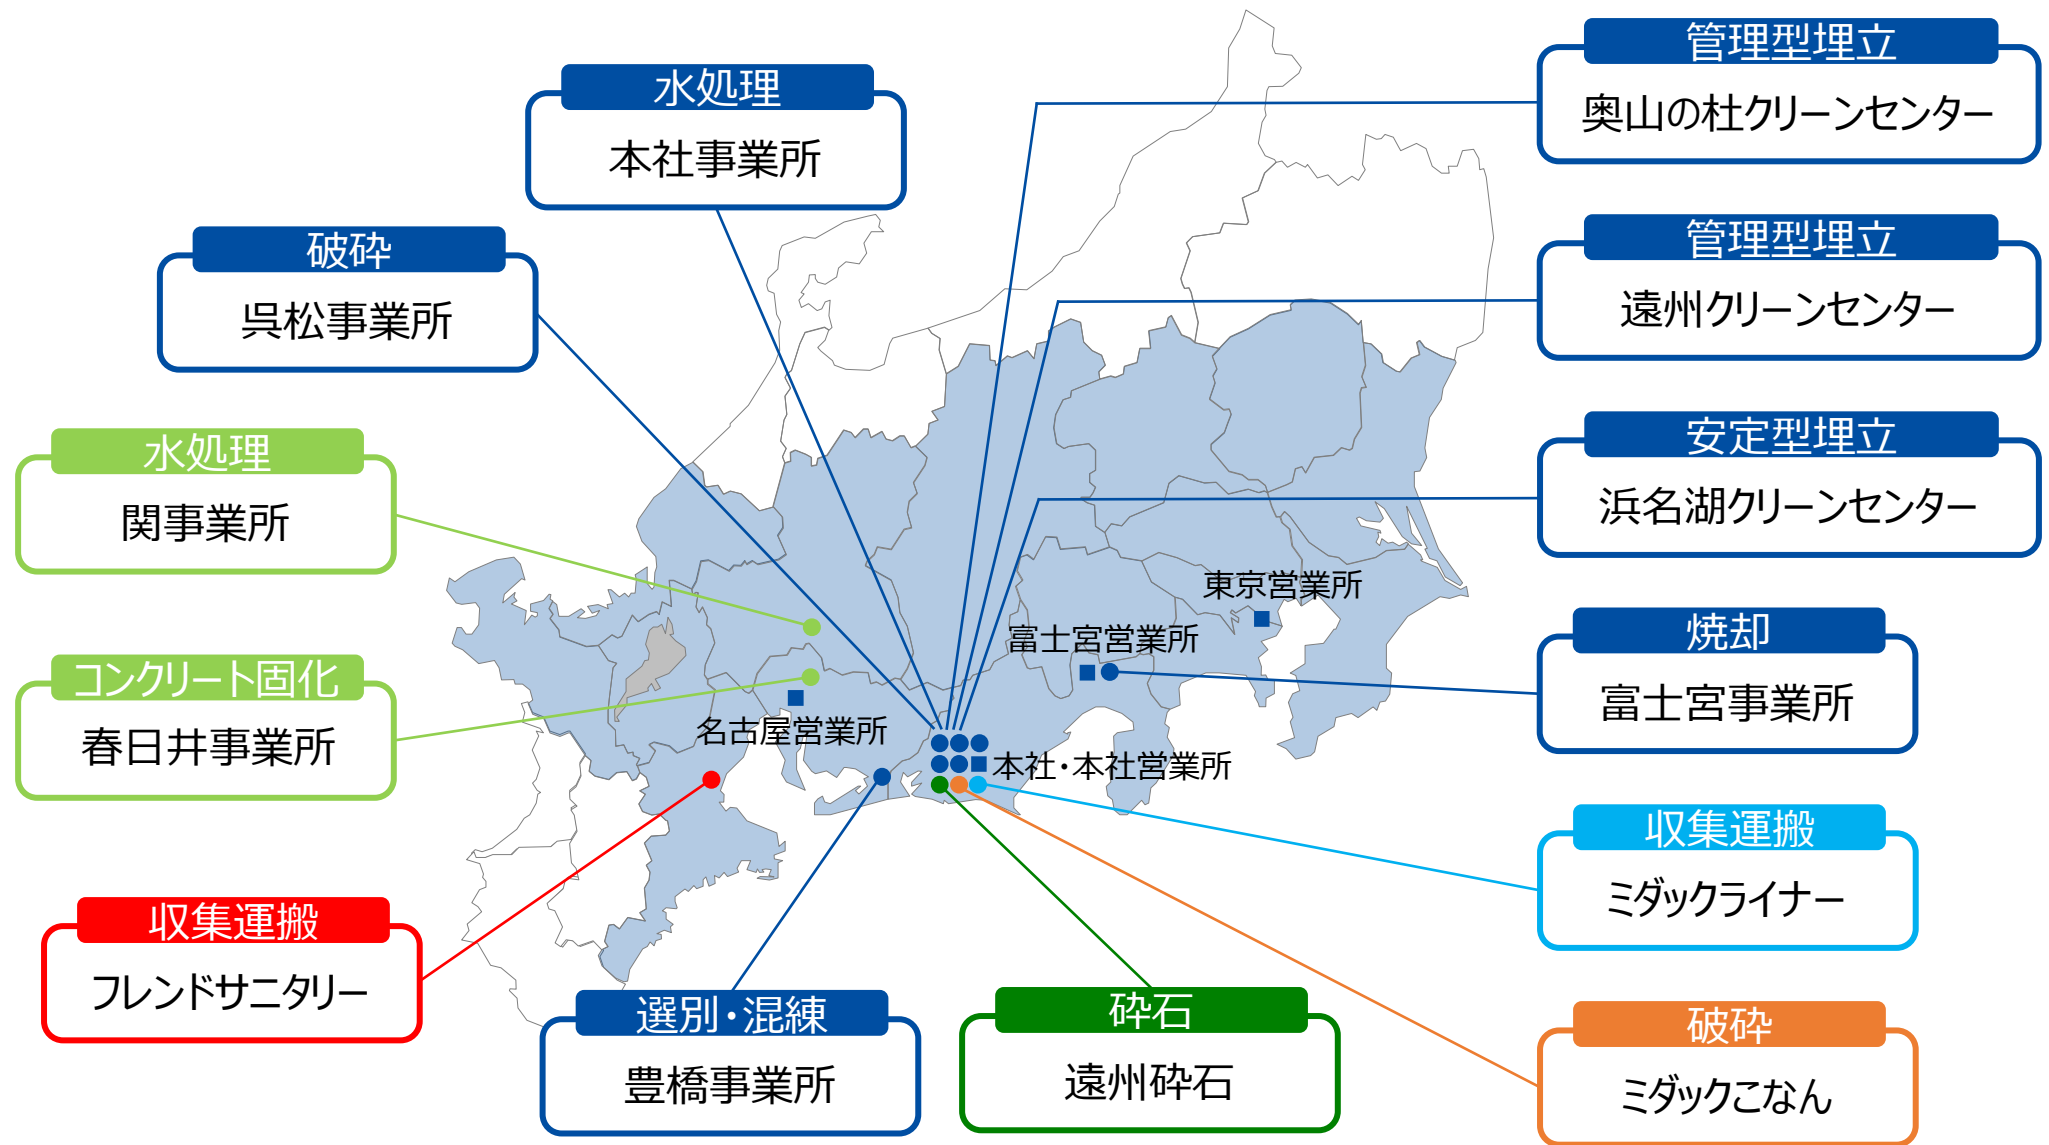 水処理
本社事業所
破砕
呉松事業所
水処理
関事業所
コンクリート固化
春日井事業所
収集運搬
フレンドサニタリー
選別・混練
豊橋事業所
砕石
遠州砕石
管理型埋立
奥山の杜クリーンセンター
管理型埋立
遠州クリーンセンター
安定型埋立
浜名湖クリーンセンター
焼却
富士宮事業所
収集運搬
ミダックライナー
破砕
ミダックこなん
東京営業所
富士宮営業所
名古屋営業所
本社・本社営業所